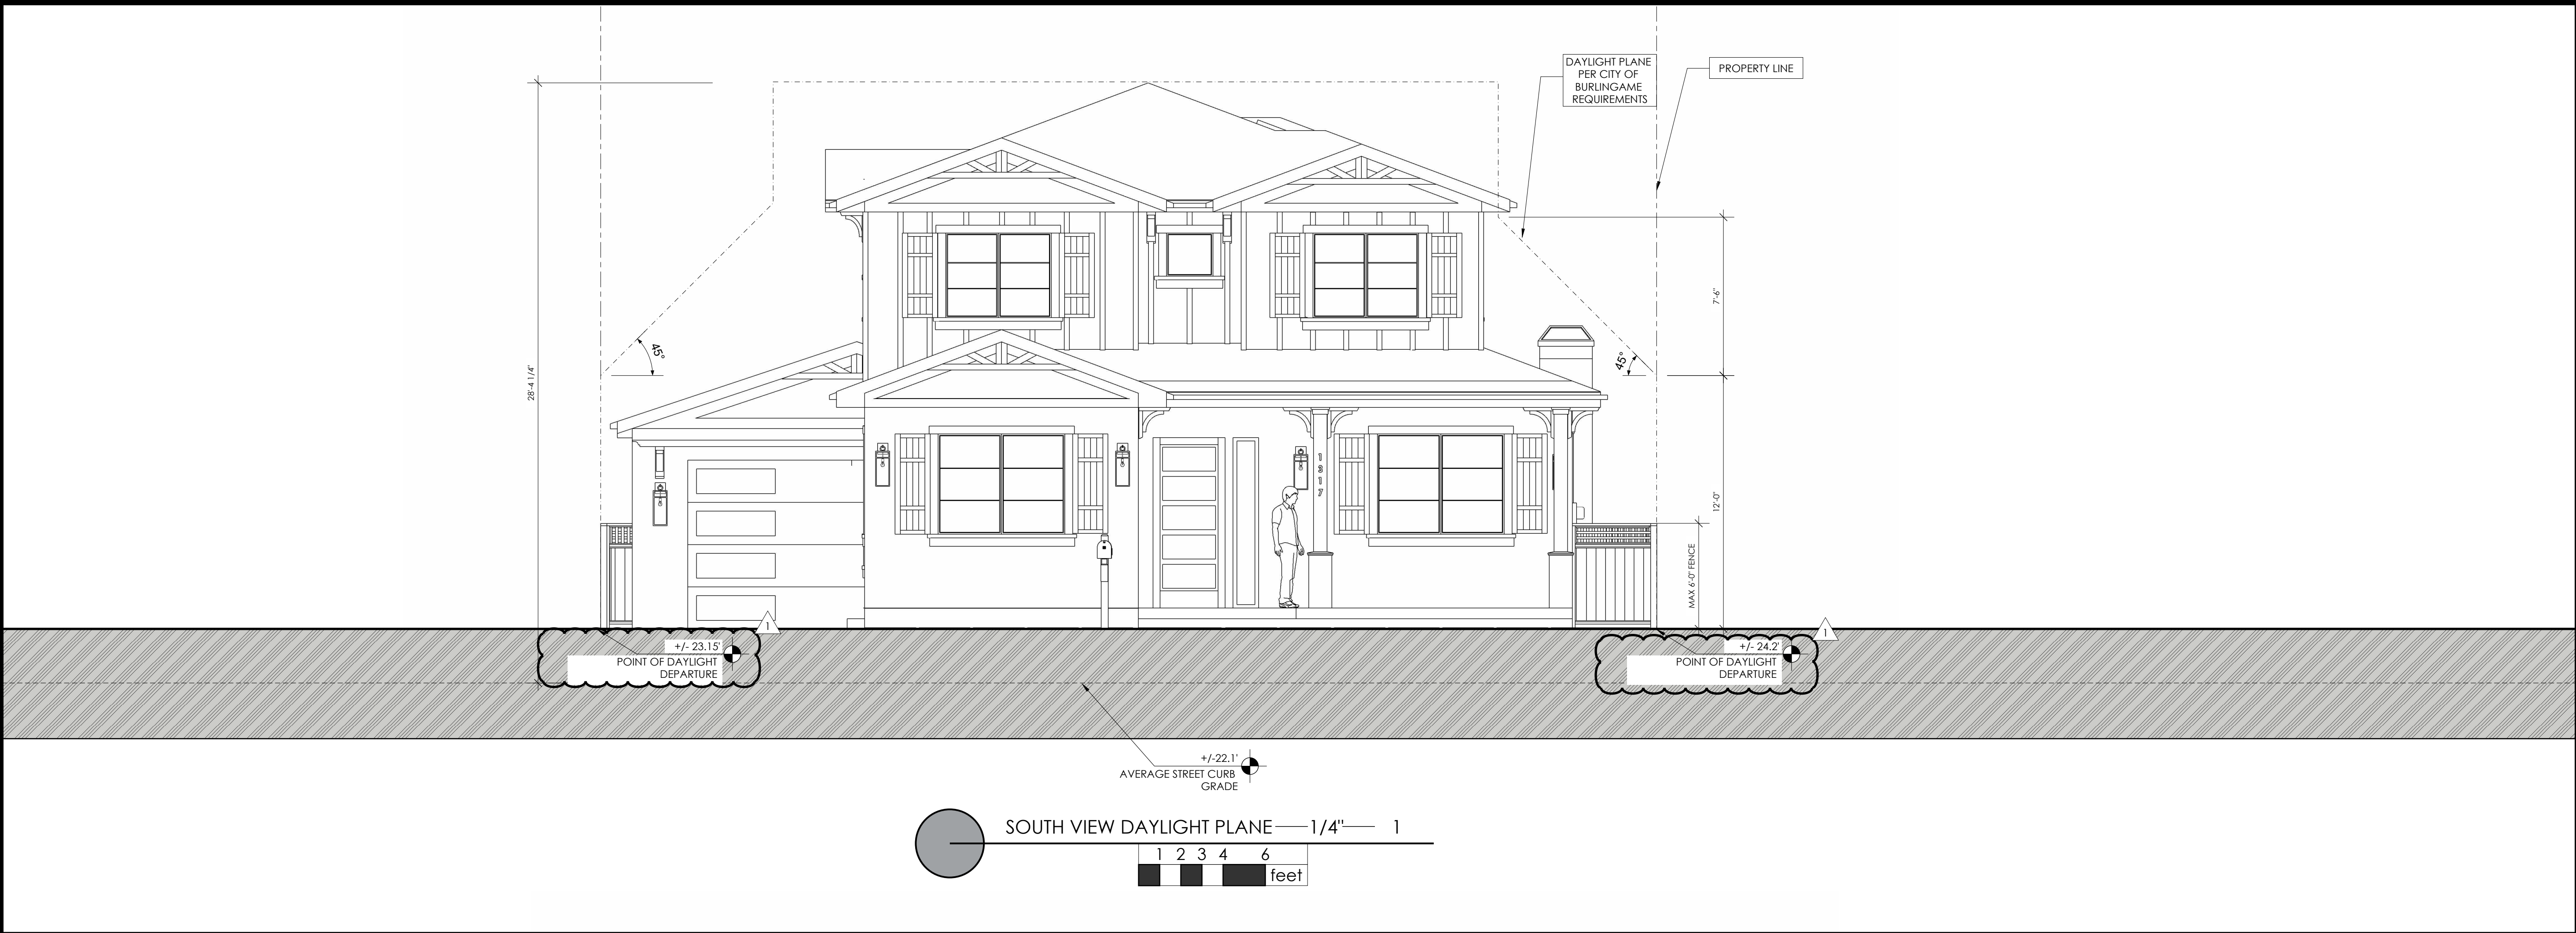 DAYLIGHT PLANE
PER CITY OF
BURLINGAME
REQUIREMENTS
PROPERTY LINE
28'-4 1/4"
45°
45°
7'-6"
12'-0"
MAX 6'-0" FENCE
1
+/- 23.15'
POINT OF DAYLIGHT
DEPARTURE
1
+/- 24.2'
POINT OF DAYLIGHT
DEPARTURE
+/-22.1'
AVERAGE STREET CURB
GRADE
SOUTH VIEW DAYLIGHT PLANE 1/4" 1
1 2 3 4 6
feet